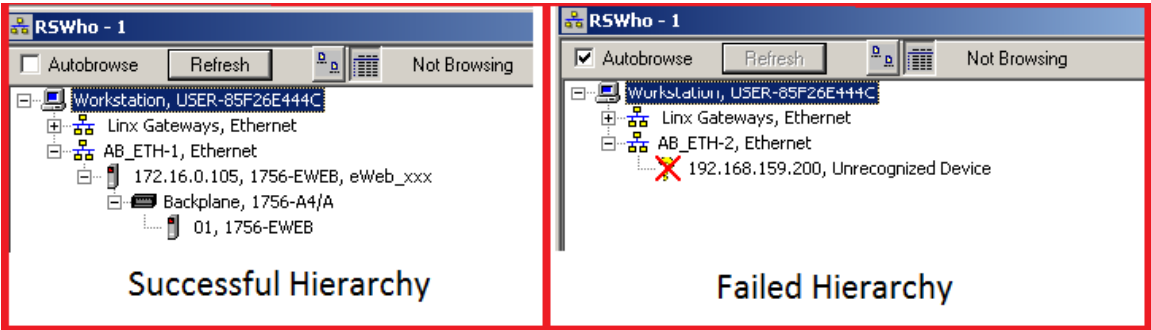 RSWho - 1
Autobrowse Refresh Not Browsing
Workstation, USER-85F26E444C
Linx Gateways, Ethernet
AB_ETH-1, Ethernet
172.16.0.105, 1756-EWEB, eWeb_xxx
Backplane, 1756-A4/A
01, 1756-EWEB
Successful Hierarchy
RSWho - 1
Autobrowse Refresh Not Browsing
Workstation, USER-85F26E444C
Linx Gateways, Ethernet
AB_ETH-2, Ethernet
192.168.159.200, Unrecognized Device
Failed Hierarchy